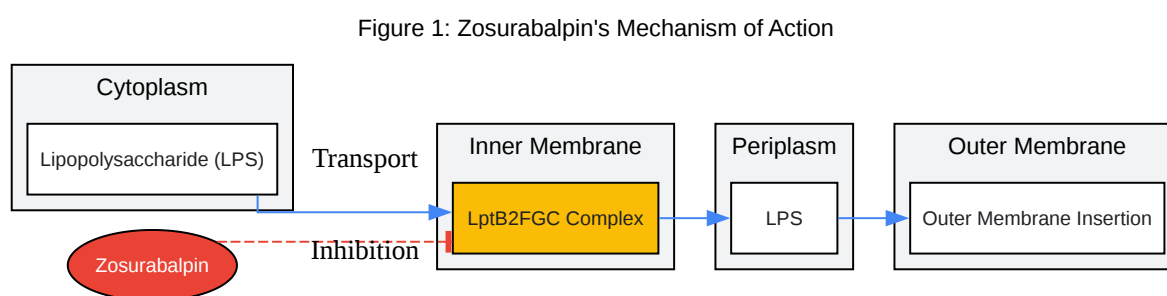 Figure 1: Zosurabalpin's Mechanism of Action
Cytoplasm
Lipopolysaccharide (LPS)
Transport
Inhibition
Zosurabalpin
Inner Membrane
LptB2FGC Complex
Periplasm
LPS
Outer Membrane
Outer Membrane Insertion